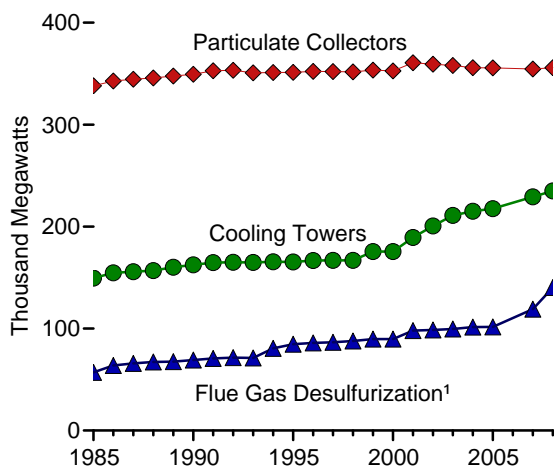 400
Particulate Collectors
300
Thousand Megawatts
200
Cooling Towers
100
Flue Gas Desulfurization¹
0
1985 1990 1995 2000 2005